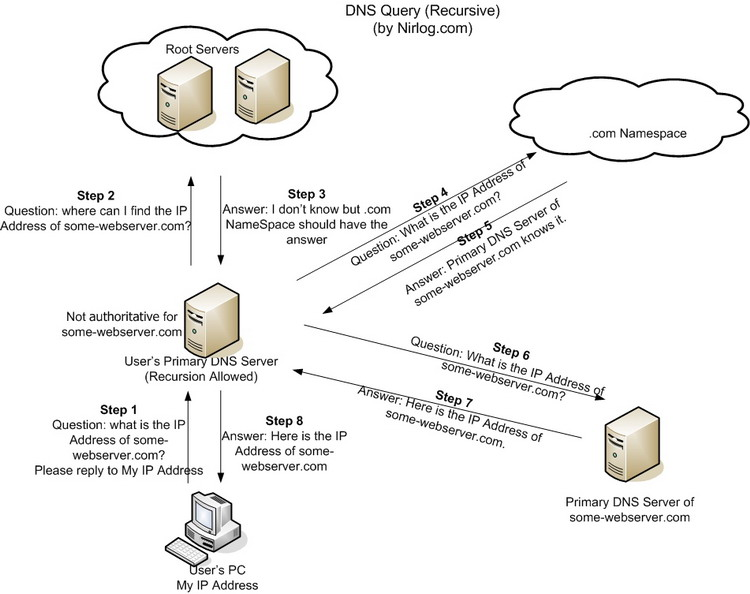 DNS Query (Recursive)
(by Nirlog.com)
Root Servers
.com Namespace
Step 2
Question: where can I find the IP
Address of some-webserver.com?
Step 3
Answer: I don't know but .com
NameSpace should have the
answer
Step 4
Question: What is the IP Address of
some-webserver.com?
Step 5
Answer: Primary DNS Server of
some-webserver.com knows it.
Not authoritative for
some-webserver.com
User's Primary DNS Server
(Recursion Allowed)
Step 6
Question: What is the IP Address of
some-webserver.com?
Step 7
Answer: Here is the IP Address of
some-webserver.com.
Step 1
Question: what is the IP
Address of some-
webserver.com?
Please reply to My IP Address
Step 8
Answer: Here is the IP
Address of some-
webserver.com
Primary DNS Server of
some-webserver.com
User's PC
My IP Address